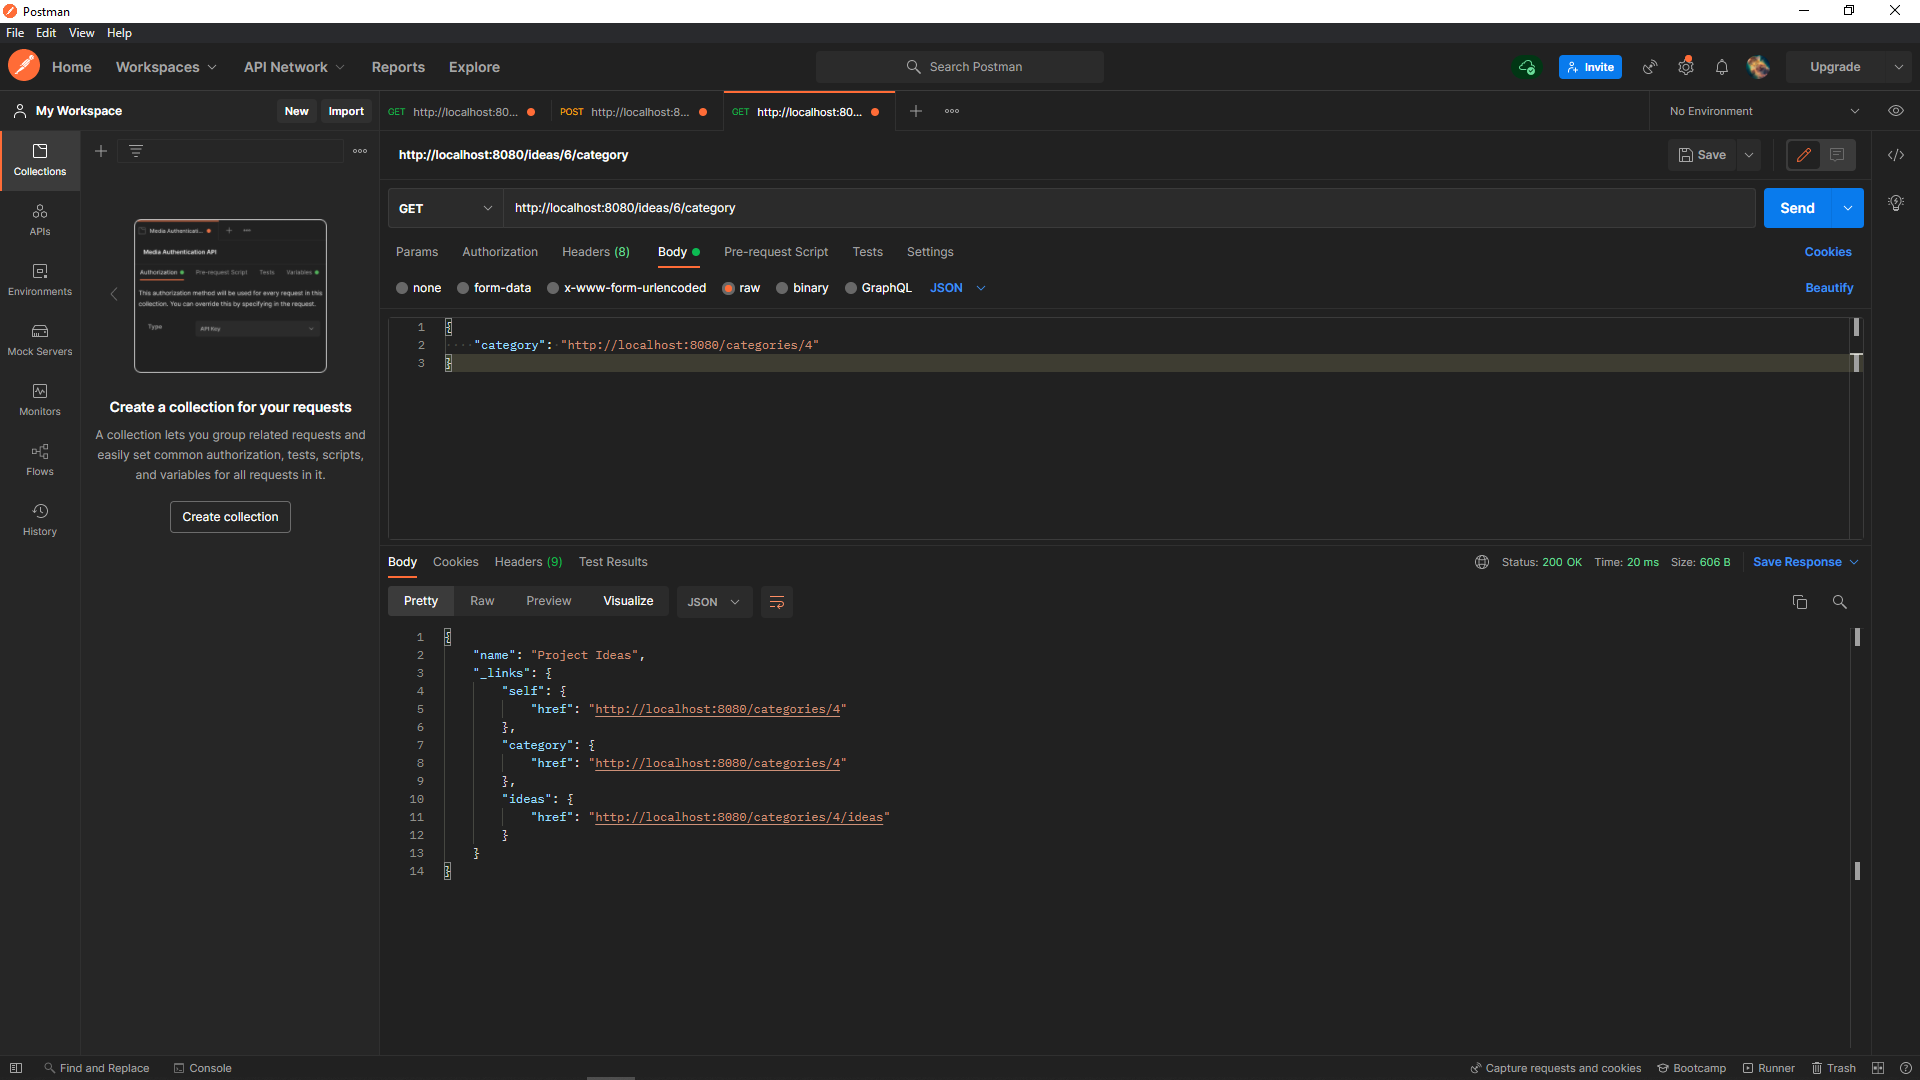 Postman
File Edit View Help
Home Workspaces API Network Reports Explore
Search Postman
Invite
Upgrade
My Workspace
New Import
GET http://localhost:80...
POST http://localhost:8...
GET http://localhost:80...
No Environment
Collections
APIs
Environments
Mock Servers
Monitors
Flows
History
Media Authenticati...
Media Authentication API
Authorization Pre-request Script Tests Variables
This authorization method will be used for every request in this
collection. You can override this by specifying in the request.
Type API Key
Create a collection for your requests
A collection lets you group related requests and
easily set common authorization, tests, scripts,
and variables for all requests in it.
Create collection
http://localhost:8080/ideas/6/category
Save
GET http://localhost:8080/ideas/6/category
Send
Params Authorization Headers (8) Body Pre-request Script Tests Settings
Cookies
none form-data x-www-form-urlencoded raw binary GraphQL JSON
Beautify
1 {
2 "category": "http://localhost:8080/categories/4"
3 }
Body Cookies Headers (9) Test Results
Status: 200 OK Time: 20 ms Size: 606 B Save Response
Pretty Raw Preview Visualize JSON
1 {
2 "name": "Project Ideas",
3 "_links": {
4 "self": {
5 "href": "http://localhost:8080/categories/4"
6 },
7 "category": {
8 "href": "http://localhost:8080/categories/4"
9 },
10 "ideas": {
11 "href": "http://localhost:8080/categories/4/ideas"
12 }
13 }
14 }
Find and Replace Console
Capture requests and cookies Bootcamp Runner Trash